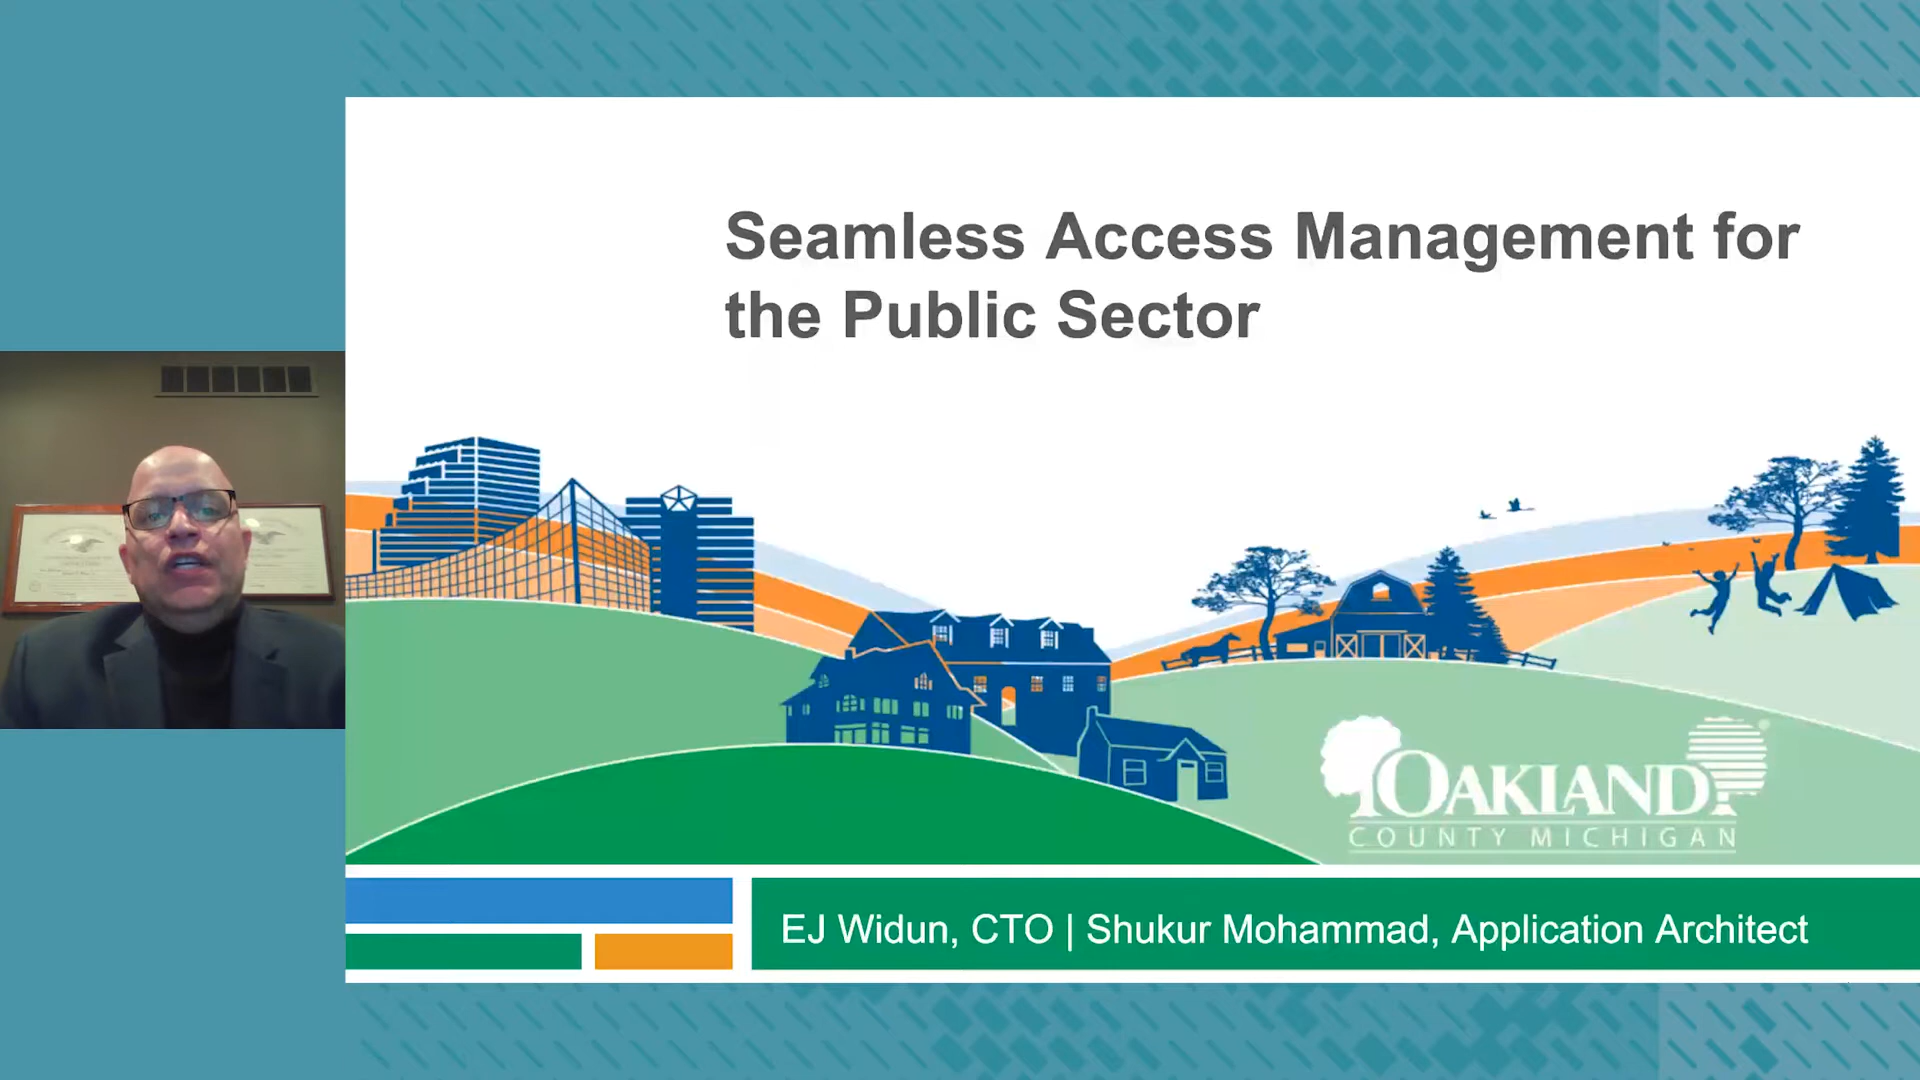 Seamless Access Management for
the Public Sector
OAKLAND®
COUNTY MICHIGAN
EJ Widun, CTO | Shukur Mohammad, Application Architect